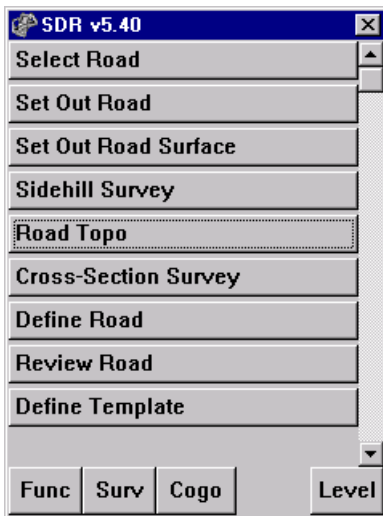 SDR v5.40
Select Road
Set Out Road
Set Out Road Surface
Sidehill Survey
Road Topo
Cross-Section Survey
Define Road
Review Road
Define Template
Func Surv Cogo Level